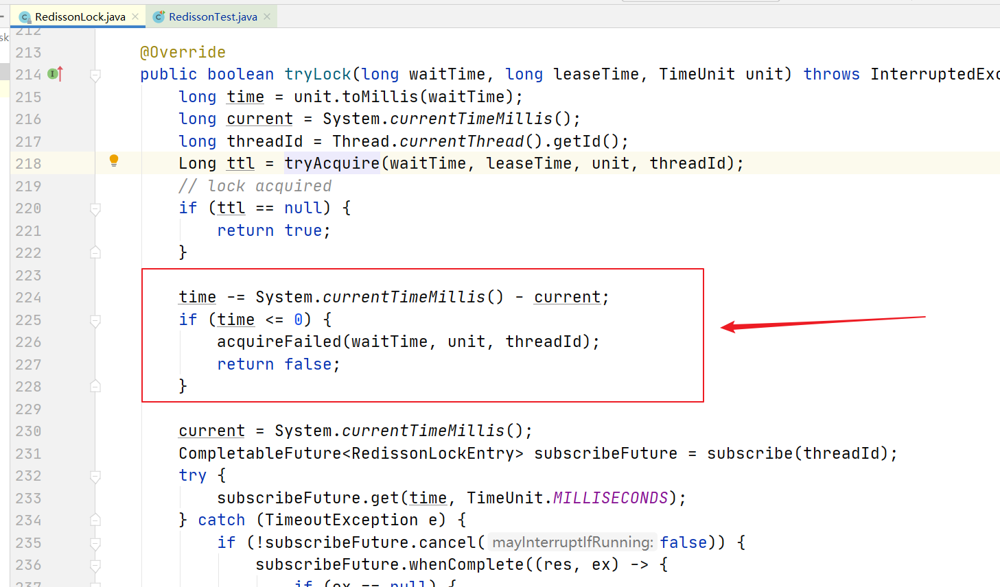 RedissonLock.java RedissonTest.java
sk
212
213 @Override
214 public boolean tryLock(long waitTime, long leaseTime, TimeUnit unit) throws InterruptedExc
215 long time = unit.toMillis(waitTime);
216 long current = System.currentTimeMillis();
217 long threadId = Thread.currentThread().getId();
218 Long ttl = tryAcquire(waitTime, leaseTime, unit, threadId);
219 // lock acquired
220 if (ttl == null) {
221 return true;
222 }
223
224 time -= System.currentTimeMillis() - current;
225 if (time <= 0) {
226 acquireFailed(waitTime, unit, threadId);
227 return false;
228 }
229
230 current = System.currentTimeMillis();
231 CompletableFuture<RedissonLockEntry> subscribeFuture = subscribe(threadId);
232 try {
233 subscribeFuture.get(time, TimeUnit.MILLISECONDS);
234 } catch (TimeoutException e) {
235 if (!subscribeFuture.cancel( mayInterruptIfRunning: false)) {
236 subscribeFuture.whenComplete((res, ex) -> {
237 if (ex == null) {